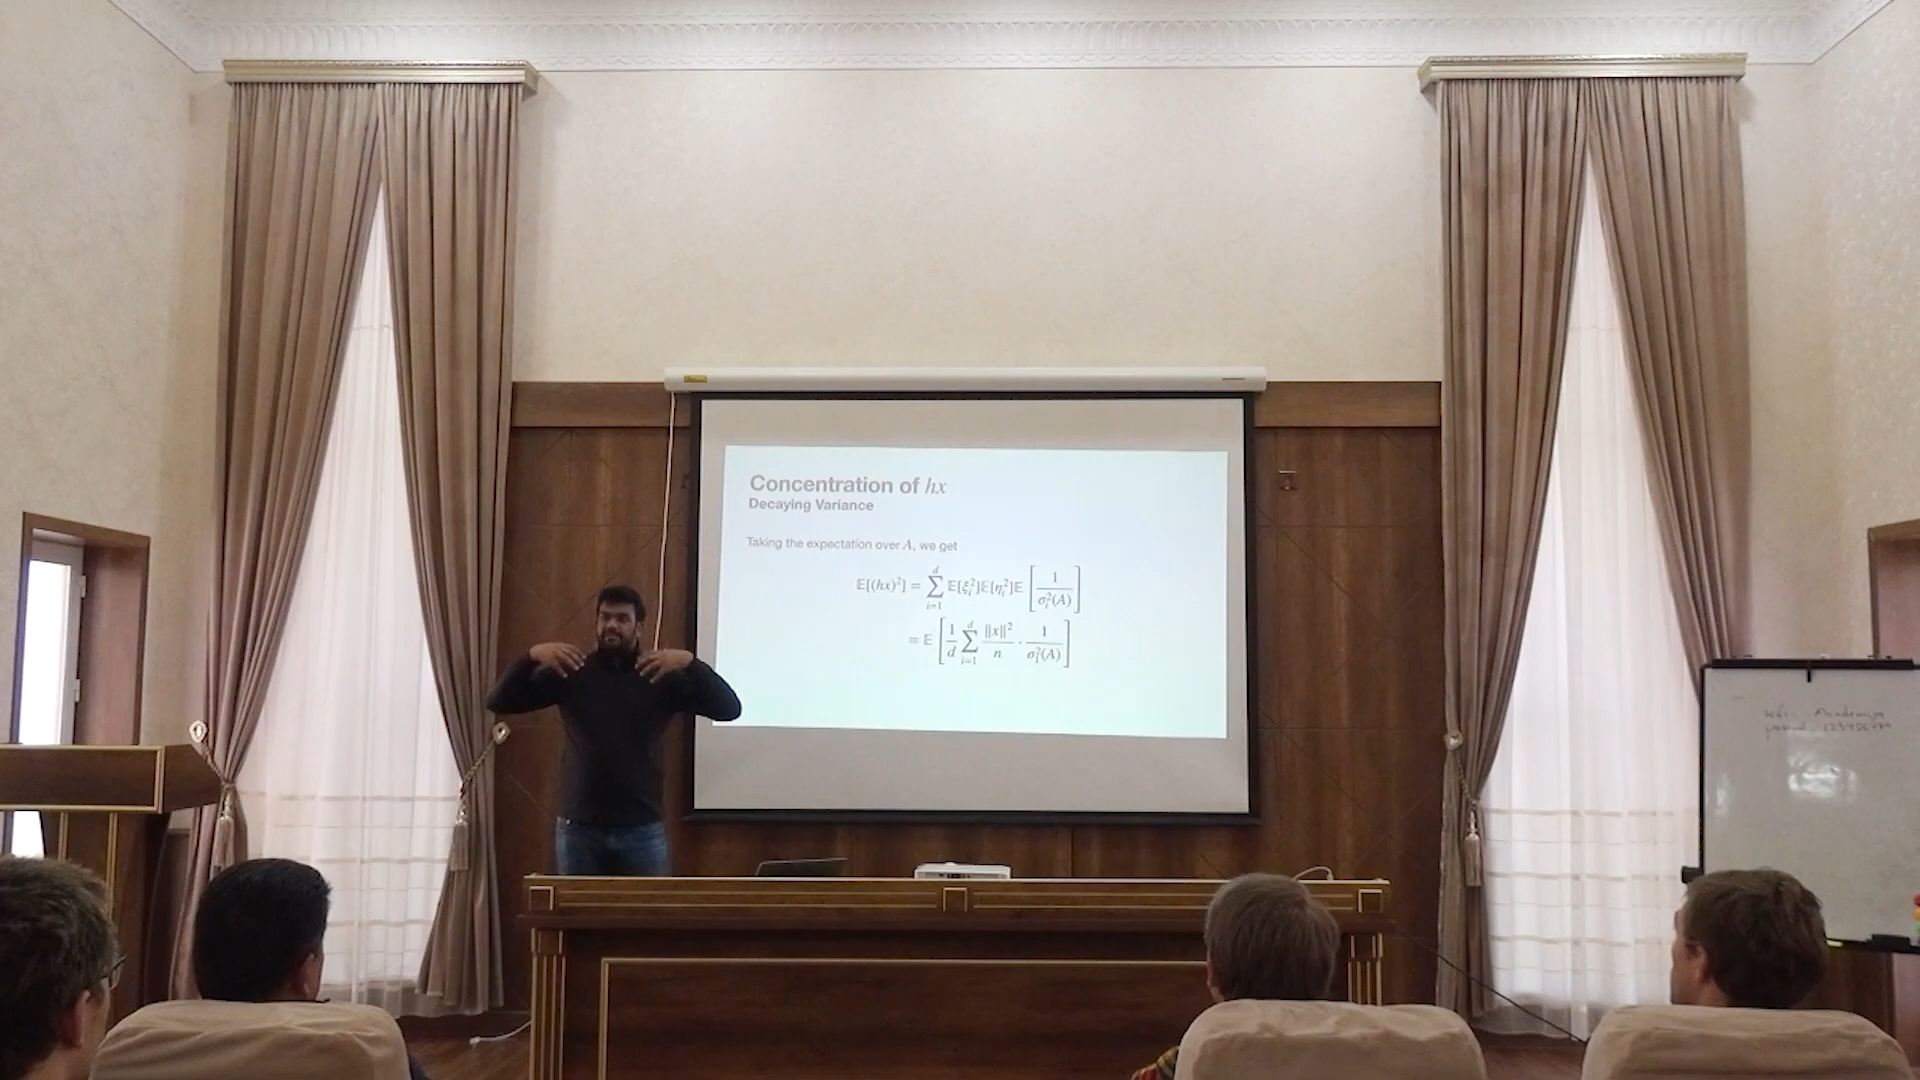 Concentration of hx
Decaying Variance
Taking the expectation over A, we get
𝔼[(hx)²] = ∑_{i=1}^{d} 𝔼[ξ_i²]𝔼[η_i²]𝔼 [1/σ_i²(A)]
= 𝔼 [1/d ∑_{i=1}^{d} ||x||²/n · 1/σ_i²(A)]